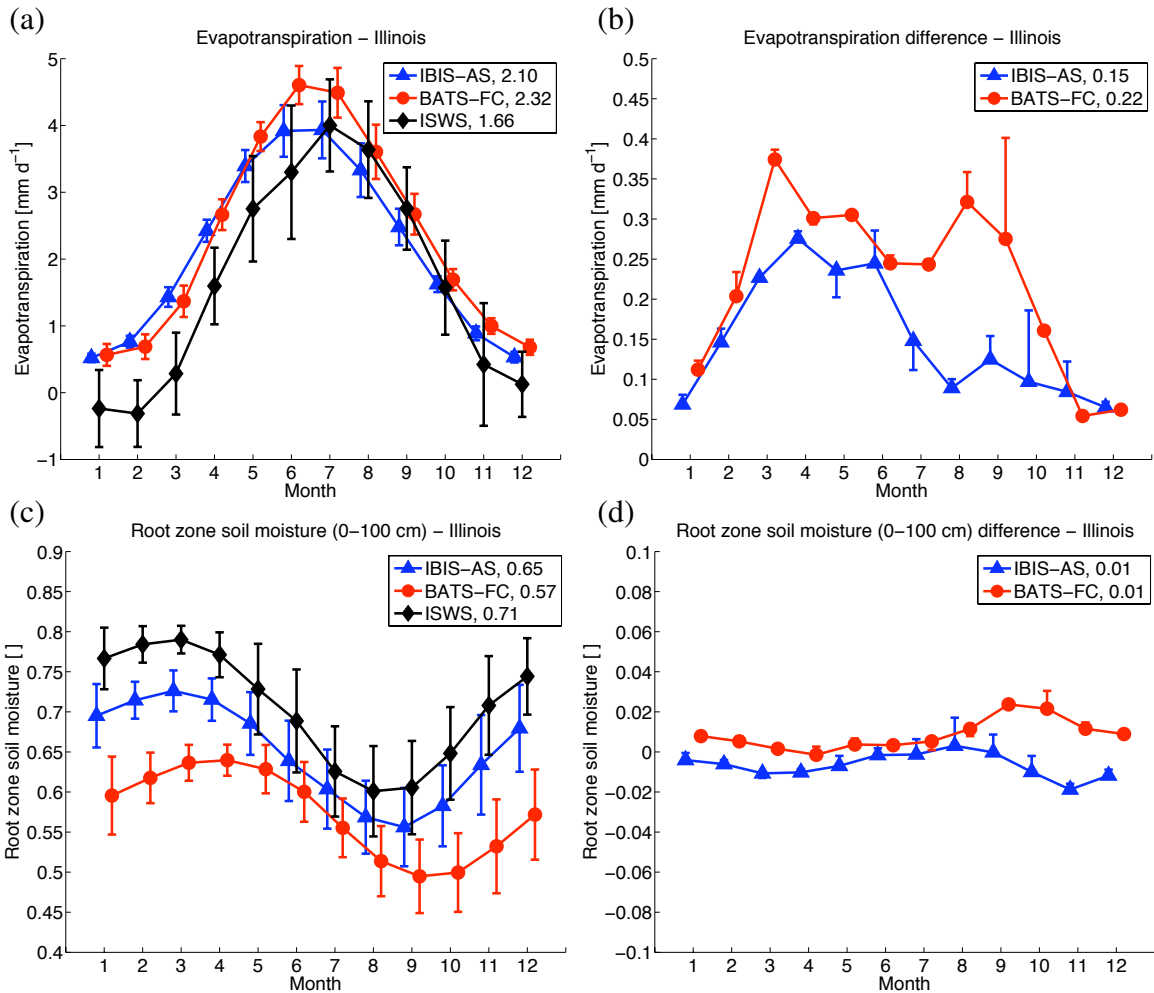 (a)
Evapotranspiration – Illinois
Evapotranspiration [mm d⁻¹]
5
4
3
2
1
0
−1
IBIS−AS, 2.10
BATS−FC, 2.32
ISWS, 1.66
1 2 3 4 5 6 7 8 9 10 11 12
Month
(b)
Evapotranspiration difference – Illinois
Evapotranspiration [mm d⁻¹]
0.5
0.45
0.4
0.35
0.3
0.25
0.2
0.15
0.1
0.05
0
IBIS−AS, 0.15
BATS−FC, 0.22
1 2 3 4 5 6 7 8 9 10 11 12
Month
(c)
Root zone soil moisture (0−100 cm) – Illinois
Root zone soil moisture [ ]
0.9
0.85
0.8
0.75
0.7
0.65
0.6
0.55
0.5
0.45
0.4
IBIS−AS, 0.65
BATS−FC, 0.57
ISWS, 0.71
1 2 3 4 5 6 7 8 9 10 11 12
Month
(d)
Root zone soil moisture (0−100 cm) difference – Illinois
Root zone soil moisture [ ]
0.1
0.08
0.06
0.04
0.02
0
−0.02
−0.04
−0.06
−0.08
−0.1
IBIS−AS, 0.01
BATS−FC, 0.01
1 2 3 4 5 6 7 8 9 10 11 12
Month